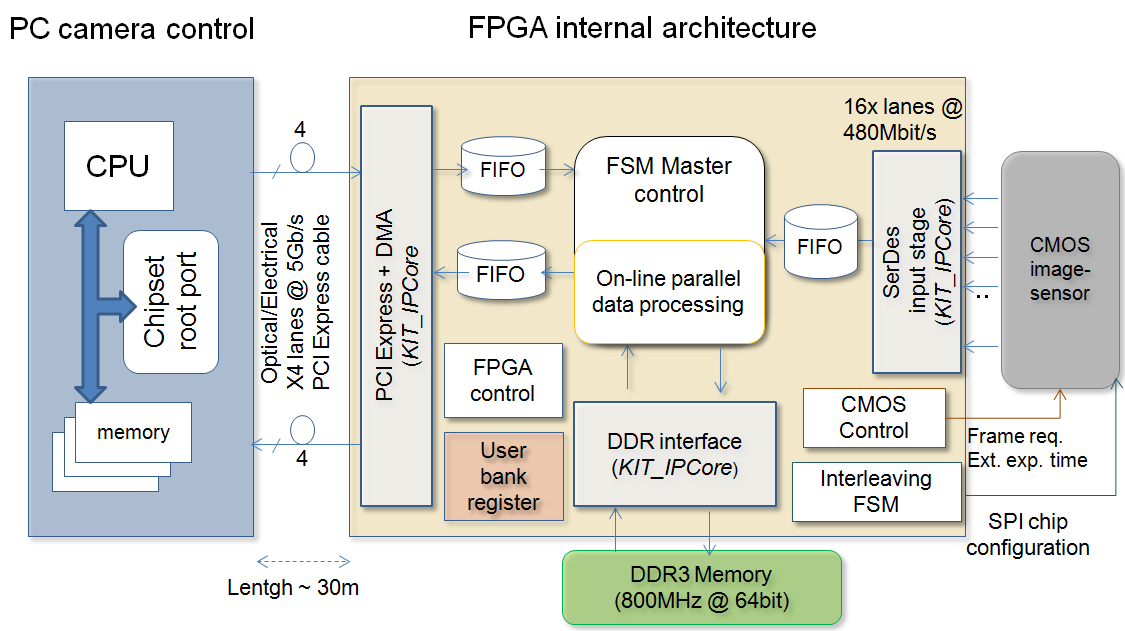 PC camera control
FPGA internal architecture
CPU
Chipset
root port
memory
4
Optical/Electrical
X4 lanes @ 5Gb/s
PCI Express cable
4
Lentgh ~ 30m
PCI Express + DMA
(KIT_IPCore
FIFO
FIFO
FSM Master
control
On-line parallel
data processing
FIFO
16x lanes @
480Mbit/s
SerDes
input stage
(KIT_IPCore)
CMOS
image-
sensor
..
FPGA
control
User
bank
register
DDR interface
(KIT_IPCore)
CMOS
Control
Interleaving
FSM
Frame req.
Ext. exp. time
SPI chip
configuration
DDR3 Memory
(800MHz @ 64bit)